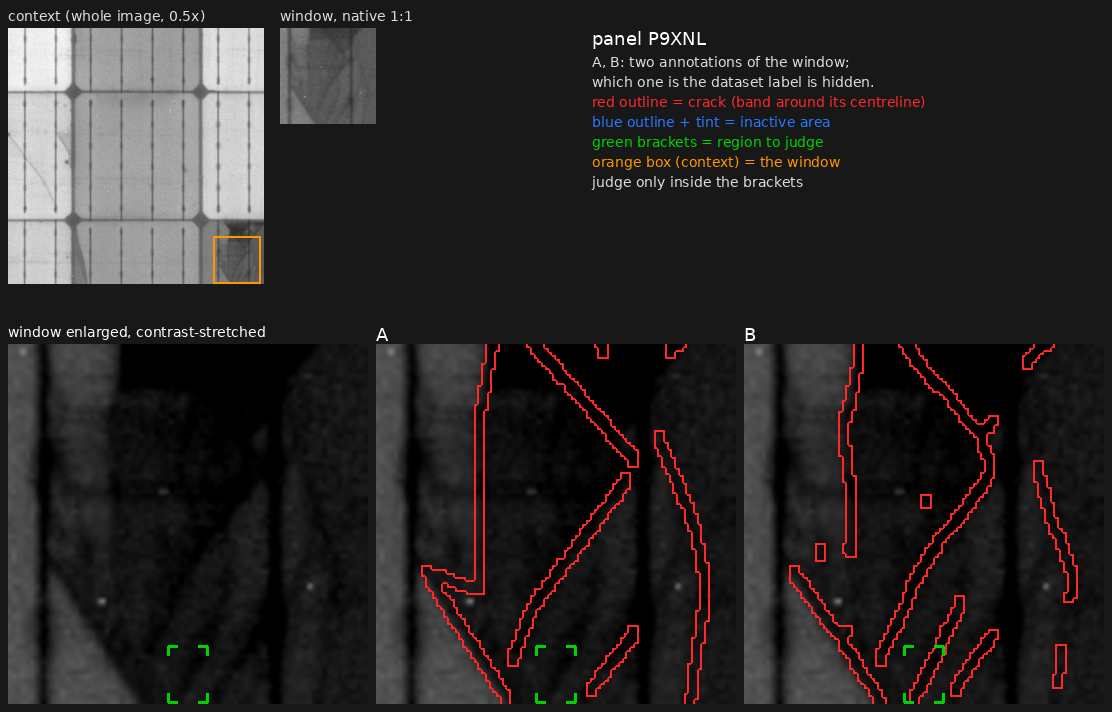 context (whole image, 0.5x)
window, native 1:1
panel P9XNL
A, B: two annotations of the window;
which one is the dataset label is hidden.
red outline = crack (band around its centreline)
blue outline + tint = inactive area
green brackets = region to judge
orange box (context) = the window
judge only inside the brackets
window enlarged, contrast-stretched
A
B